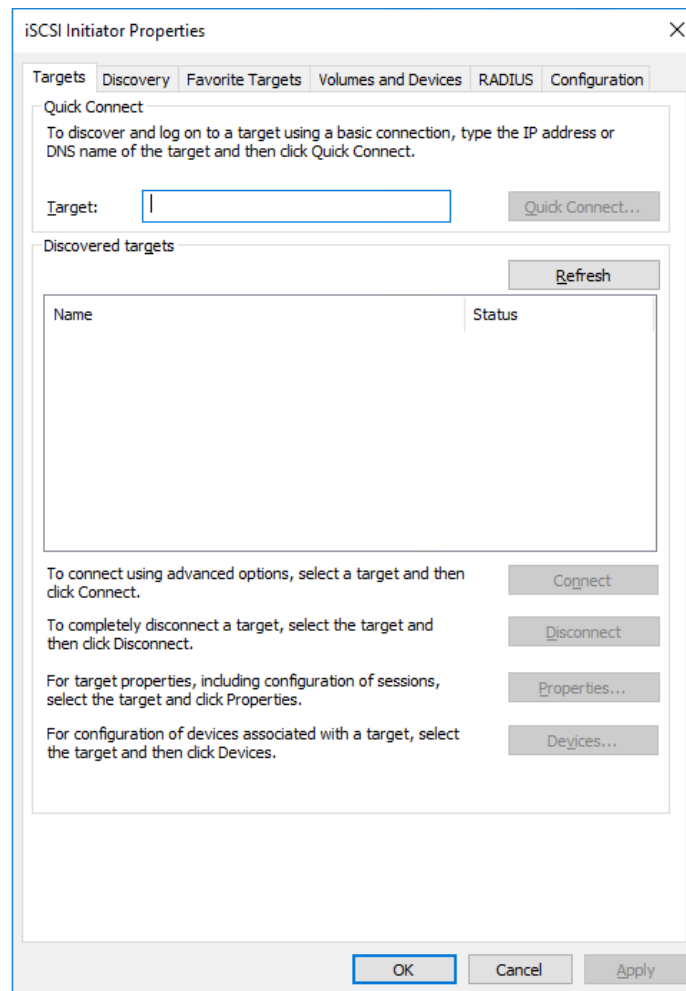 iSCSI Initiator Properties
Targets Discovery Favorite Targets Volumes and Devices RADIUS Configuration
Quick Connect
To discover and log on to a target using a basic connection, type the IP address or
DNS name of the target and then click Quick Connect.
Target: Quick Connect...
Discovered targets
Refresh
Name Status
To connect using advanced options, select a target and then
click Connect.
Connect
To completely disconnect a target, select the target and
then click Disconnect.
Disconnect
For target properties, including configuration of sessions,
select the target and click Properties.
Properties...
For configuration of devices associated with a target, select
the target and then click Devices.
Devices...
OK Cancel Apply